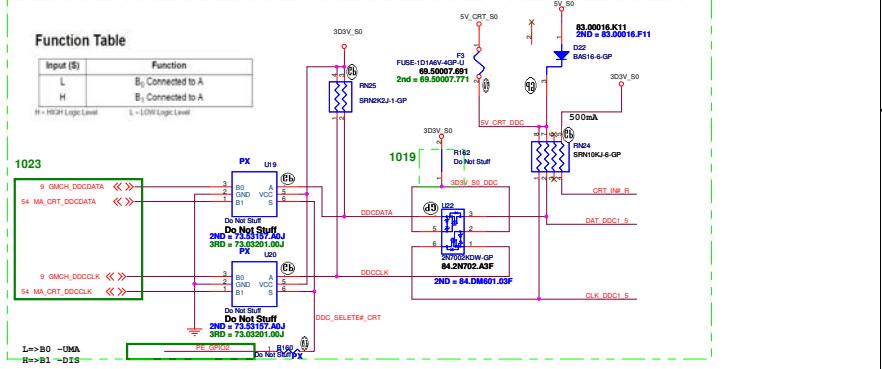 Function Table
Input (S) Function
L B0 Connected to A
H B1 Connected to A
H = HIGH Logic Level L = LOW Logic Level
3D3V_S0
RN25
SRN2K2J-1-GP
5V_CRT_S0
F3
FUSE-1D1A6V-4GP-U
69.50007.691
2nd = 69.50007.771
5V_S0
83.00016.K11
2ND = 83.00016.F11
D22
BAS16-6-GP
3D3V_S0
5V_CRT_DDC
500mA
RN24
SRN10KJ-6-GP
1023
9 GMCH_DDCDATA
54 MA_CRT_DDCDATA
PX
U19
B0 A
GND VCC
B1 S
Do Not Stuff
Do Not Stuff
2ND = 73.53157.A0J
3RD = 73.03201.00J
1019
3D3V_S0
R162
Do Not Stuff
3D3V_S0_DDC
CRT_IN#_R
DDCDATA
U22
DAT_DDC1_5
2N7002KDW-GP
84.2N702.A3F
2ND = 84.DM601.03F
9 GMCH_DDCCLK
54 MA_CRT_DDCCLK
PX
U20
B0 A
GND VCC
B1 S
Do Not Stuff
Do Not Stuff
2ND = 73.53157.A0J
3RD = 73.03201.00J
DDCCLK
CLK_DDC1_5
DDC_SELETE#_CRT
L=>B0 -UMA
H=>B1 -DIS
PE_GPIO2
R160
Do Not Stuff
PX